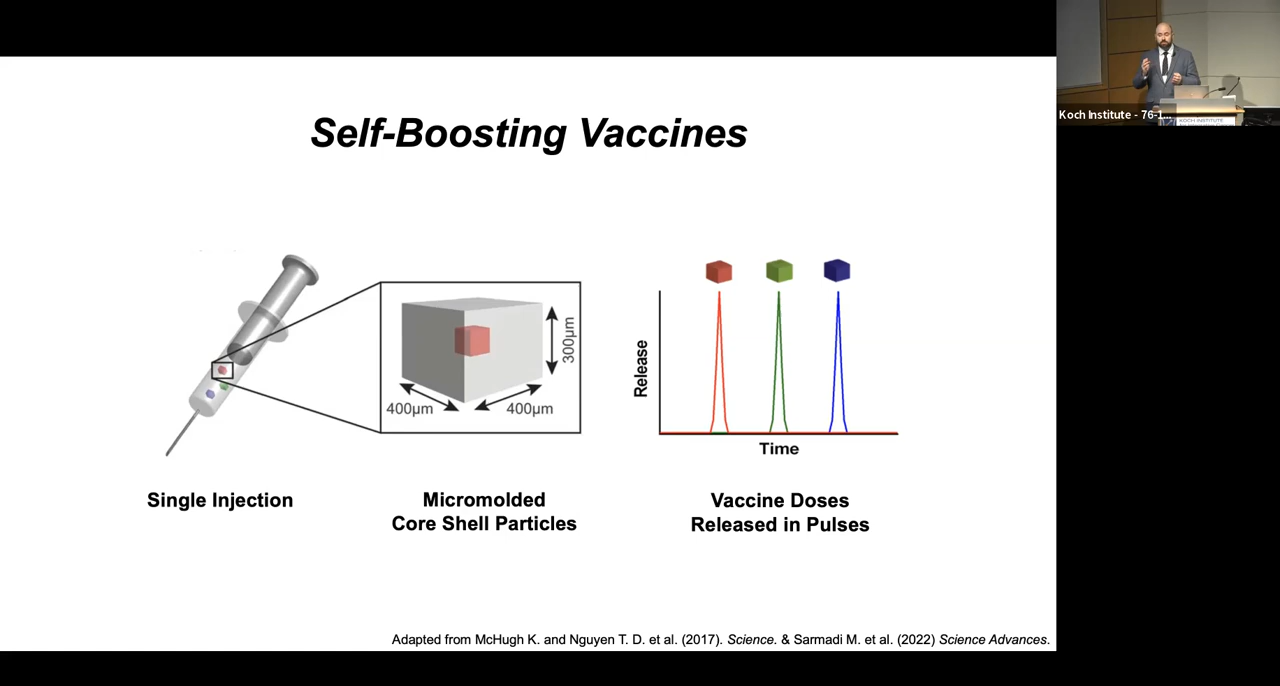 Self-Boosting Vaccines
300µm
400µm
400µm
Release
Time
Single Injection
Micromolded
Core Shell Particles
Vaccine Doses
Released in Pulses
Adapted from McHugh K. and Nguyen T. D. et al. (2017). Science. & Sarmadi M. et al. (2022) Science Advances.
Koch Institute - 76-1...
KOCH INSTITUTE